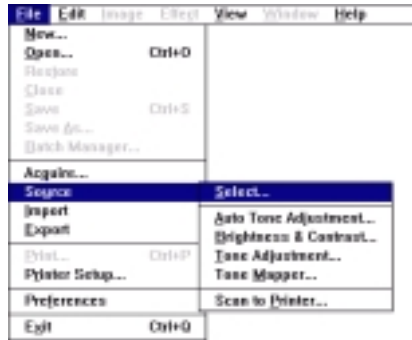 File Edit Image Effect View Window Help
New...
Open... Ctrl+O
Restore
Close
Save Ctrl+S
Save As...
Batch Manager...
Acquire...
Source Select...
Import Auto Tone Adjustment...
Export Brightness & Contrast...
Print... Ctrl+P Tone Adjustment...
Printer Setup... Tone Mapper...
Preferences Scan to Printer...
Exit Ctrl+Q